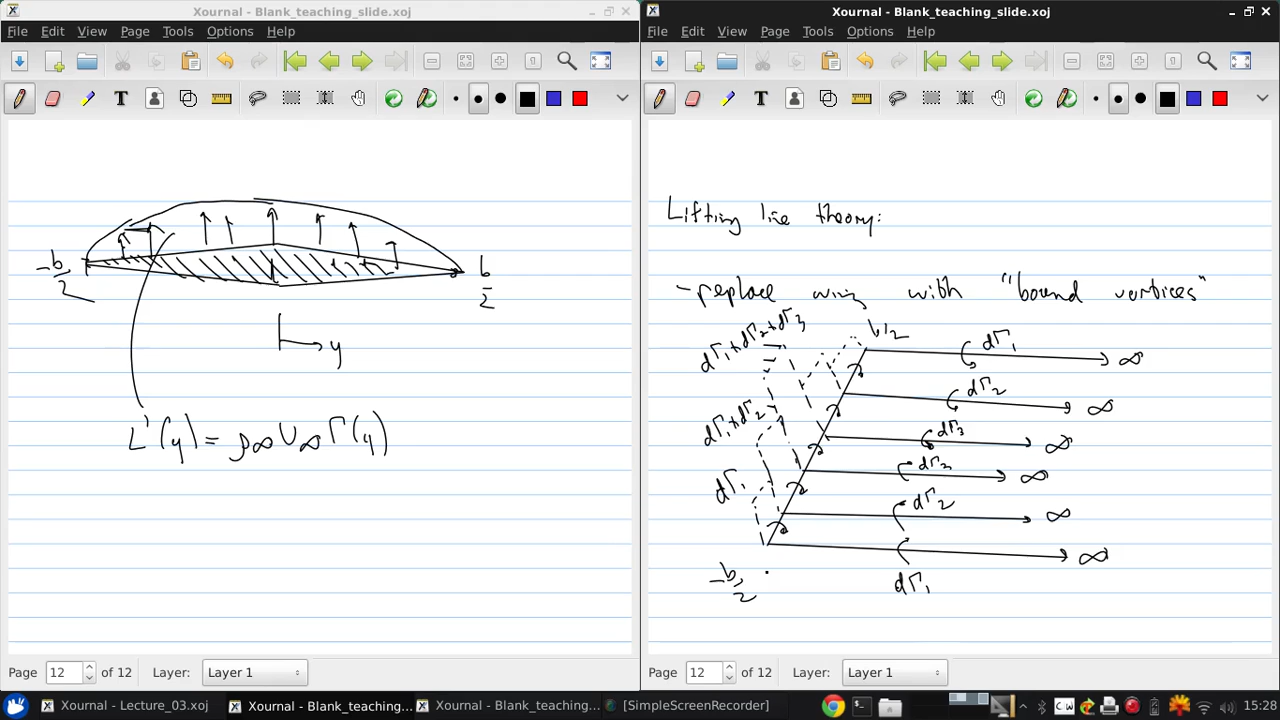 Xournal - Blank_teaching_slide.xoj
File Edit View Page Tools Options Help
-b/2
b/2
y
L'(y) = ρ∞ U∞ Γ(y)
Page 12 of 12 Layer: Layer 1
Xournal - Blank_teaching_slide.xoj
File Edit View Page Tools Options Help
Lifting line theory:
- replace wing with "bound vortices"
dΓ1+dΓ2+dΓ3
b/2
dΓ1
∞
dΓ1+dΓ2
dΓ2
∞
dΓ3
∞
dΓ1
dΓ3
∞
dΓ2
∞
-b/2
dΓ1
∞
Page 12 of 12 Layer: Layer 1
Xournal - Lecture_03.xoj
Xournal - Blank_teaching...
Xournal - Blank_teaching...
[SimpleScreenRecorder]
CW
15:28